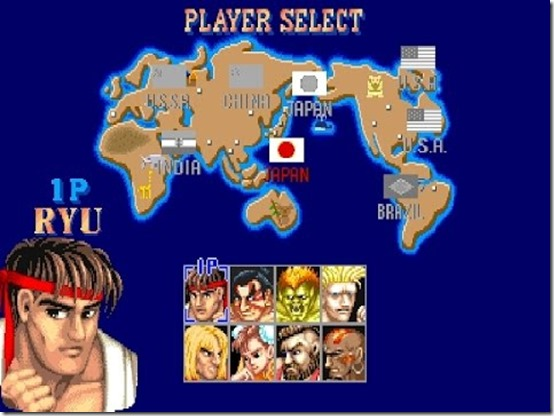 PLAYER SELECT
U.S.A.
U.S.S.R
CHINA
JAPAN
U.S.A.
INDIA
JAPAN
1P
RYU
BRAZIL
1P